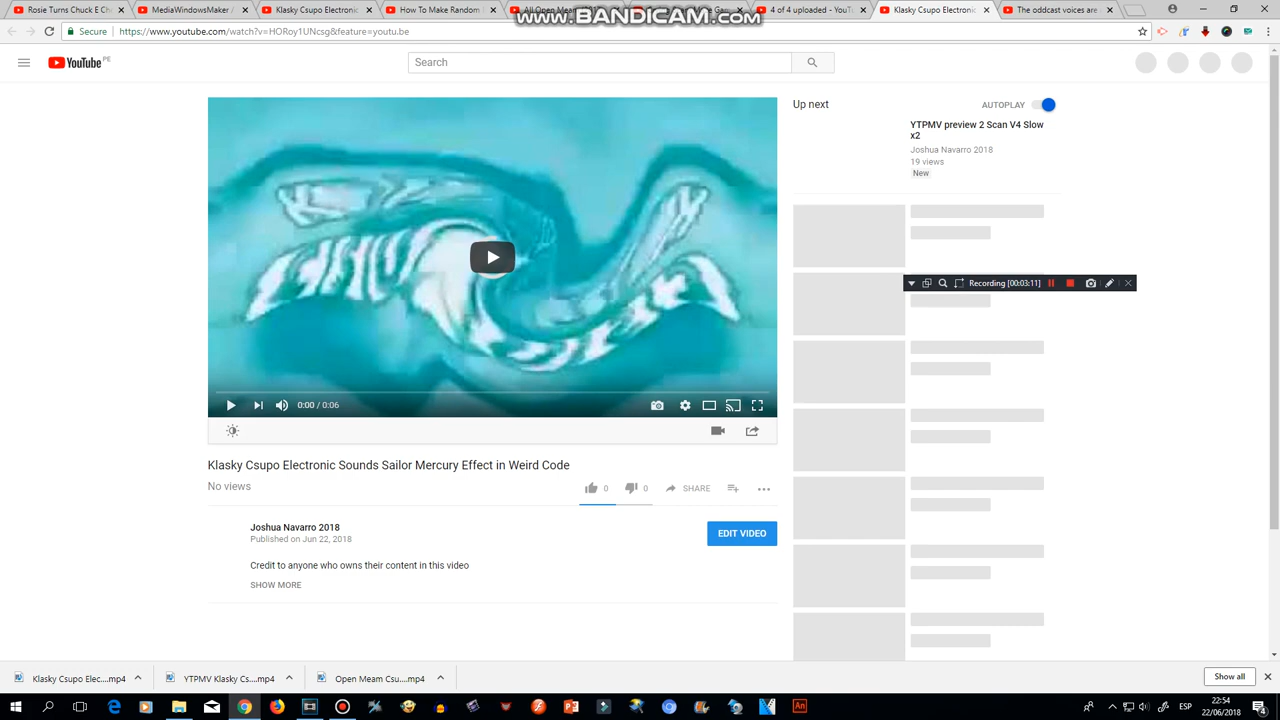 Rosie Turns Chuck E Ch
MediaWindowsMaker
Klasky Csupo Electronic
How To Make Random
All Open Mea
4 of 4 uploaded - YouTu
Klasky Csupo Electronic
The oddcast voices are
www.BANDICAM.com
Secure
https://www.youtube.com/watch?v=HORoy1UNcsg&feature=youtu.be
YouTube PE
Search
Up next
AUTOPLAY
YTPMV preview 2 Scan V4 Slow
x2
Joshua Navarro 2018
19 views
New
Recording [00:03:11]
0:00 / 0:06
Klasky Csupo Electronic Sounds Sailor Mercury Effect in Weird Code
No views
0
0
SHARE
Joshua Navarro 2018
Published on Jun 22, 2018
EDIT VIDEO
Credit to anyone who owns their content in this video
SHOW MORE
Klasky Csupo Elec....mp4
YTPMV Klasky Cs....mp4
Open Meam Csu....mp4
Show all
An
ESP
22:54
22/06/2018
4